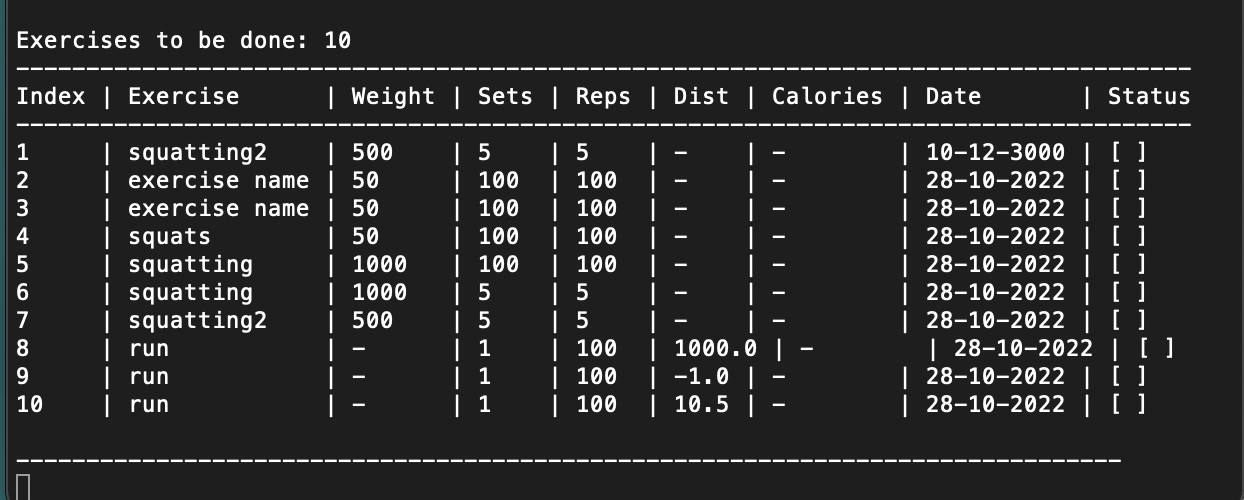 Exercises to be done: 10
-------------------------------------------------------------------------------------
Index | Exercise      | Weight | Sets | Reps | Dist | Calories | Date       | Status
-------------------------------------------------------------------------------------
1     | squatting2    | 500    | 5    | 5    | -    | -        | 10-12-3000 | [ ]
2     | exercise name | 50     | 100  | 100  | -    | -        | 28-10-2022 | [ ]
3     | exercise name | 50     | 100  | 100  | -    | -        | 28-10-2022 | [ ]
4     | squats        | 50     | 100  | 100  | -    | -        | 28-10-2022 | [ ]
5     | squatting     | 1000   | 100  | 100  | -    | -        | 28-10-2022 | [ ]
6     | squatting     | 1000   | 5    | 5    | -    | -        | 28-10-2022 | [ ]
7     | squatting2    | 500    | 5    | 5    | -    | -        | 28-10-2022 | [ ]
8     | run           | -      | 1    | 100  | 1000.0 | -        | 28-10-2022 | [ ]
9     | run           | -      | 1    | 100  | -1.0 | -        | 28-10-2022 | [ ]
10    | run           | -      | 1    | 100  | 10.5 | -        | 28-10-2022 | [ ]
--------------------------------------------------------------------------------